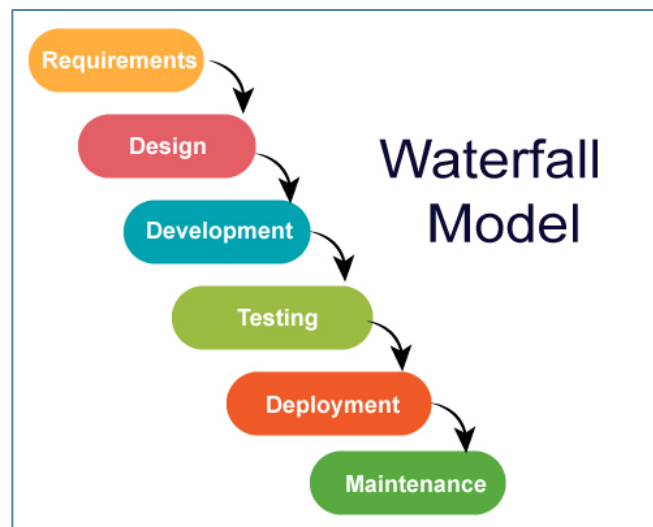 Requirements
Design
Waterfall
Model
Development
Testing
Deployment
Maintenance